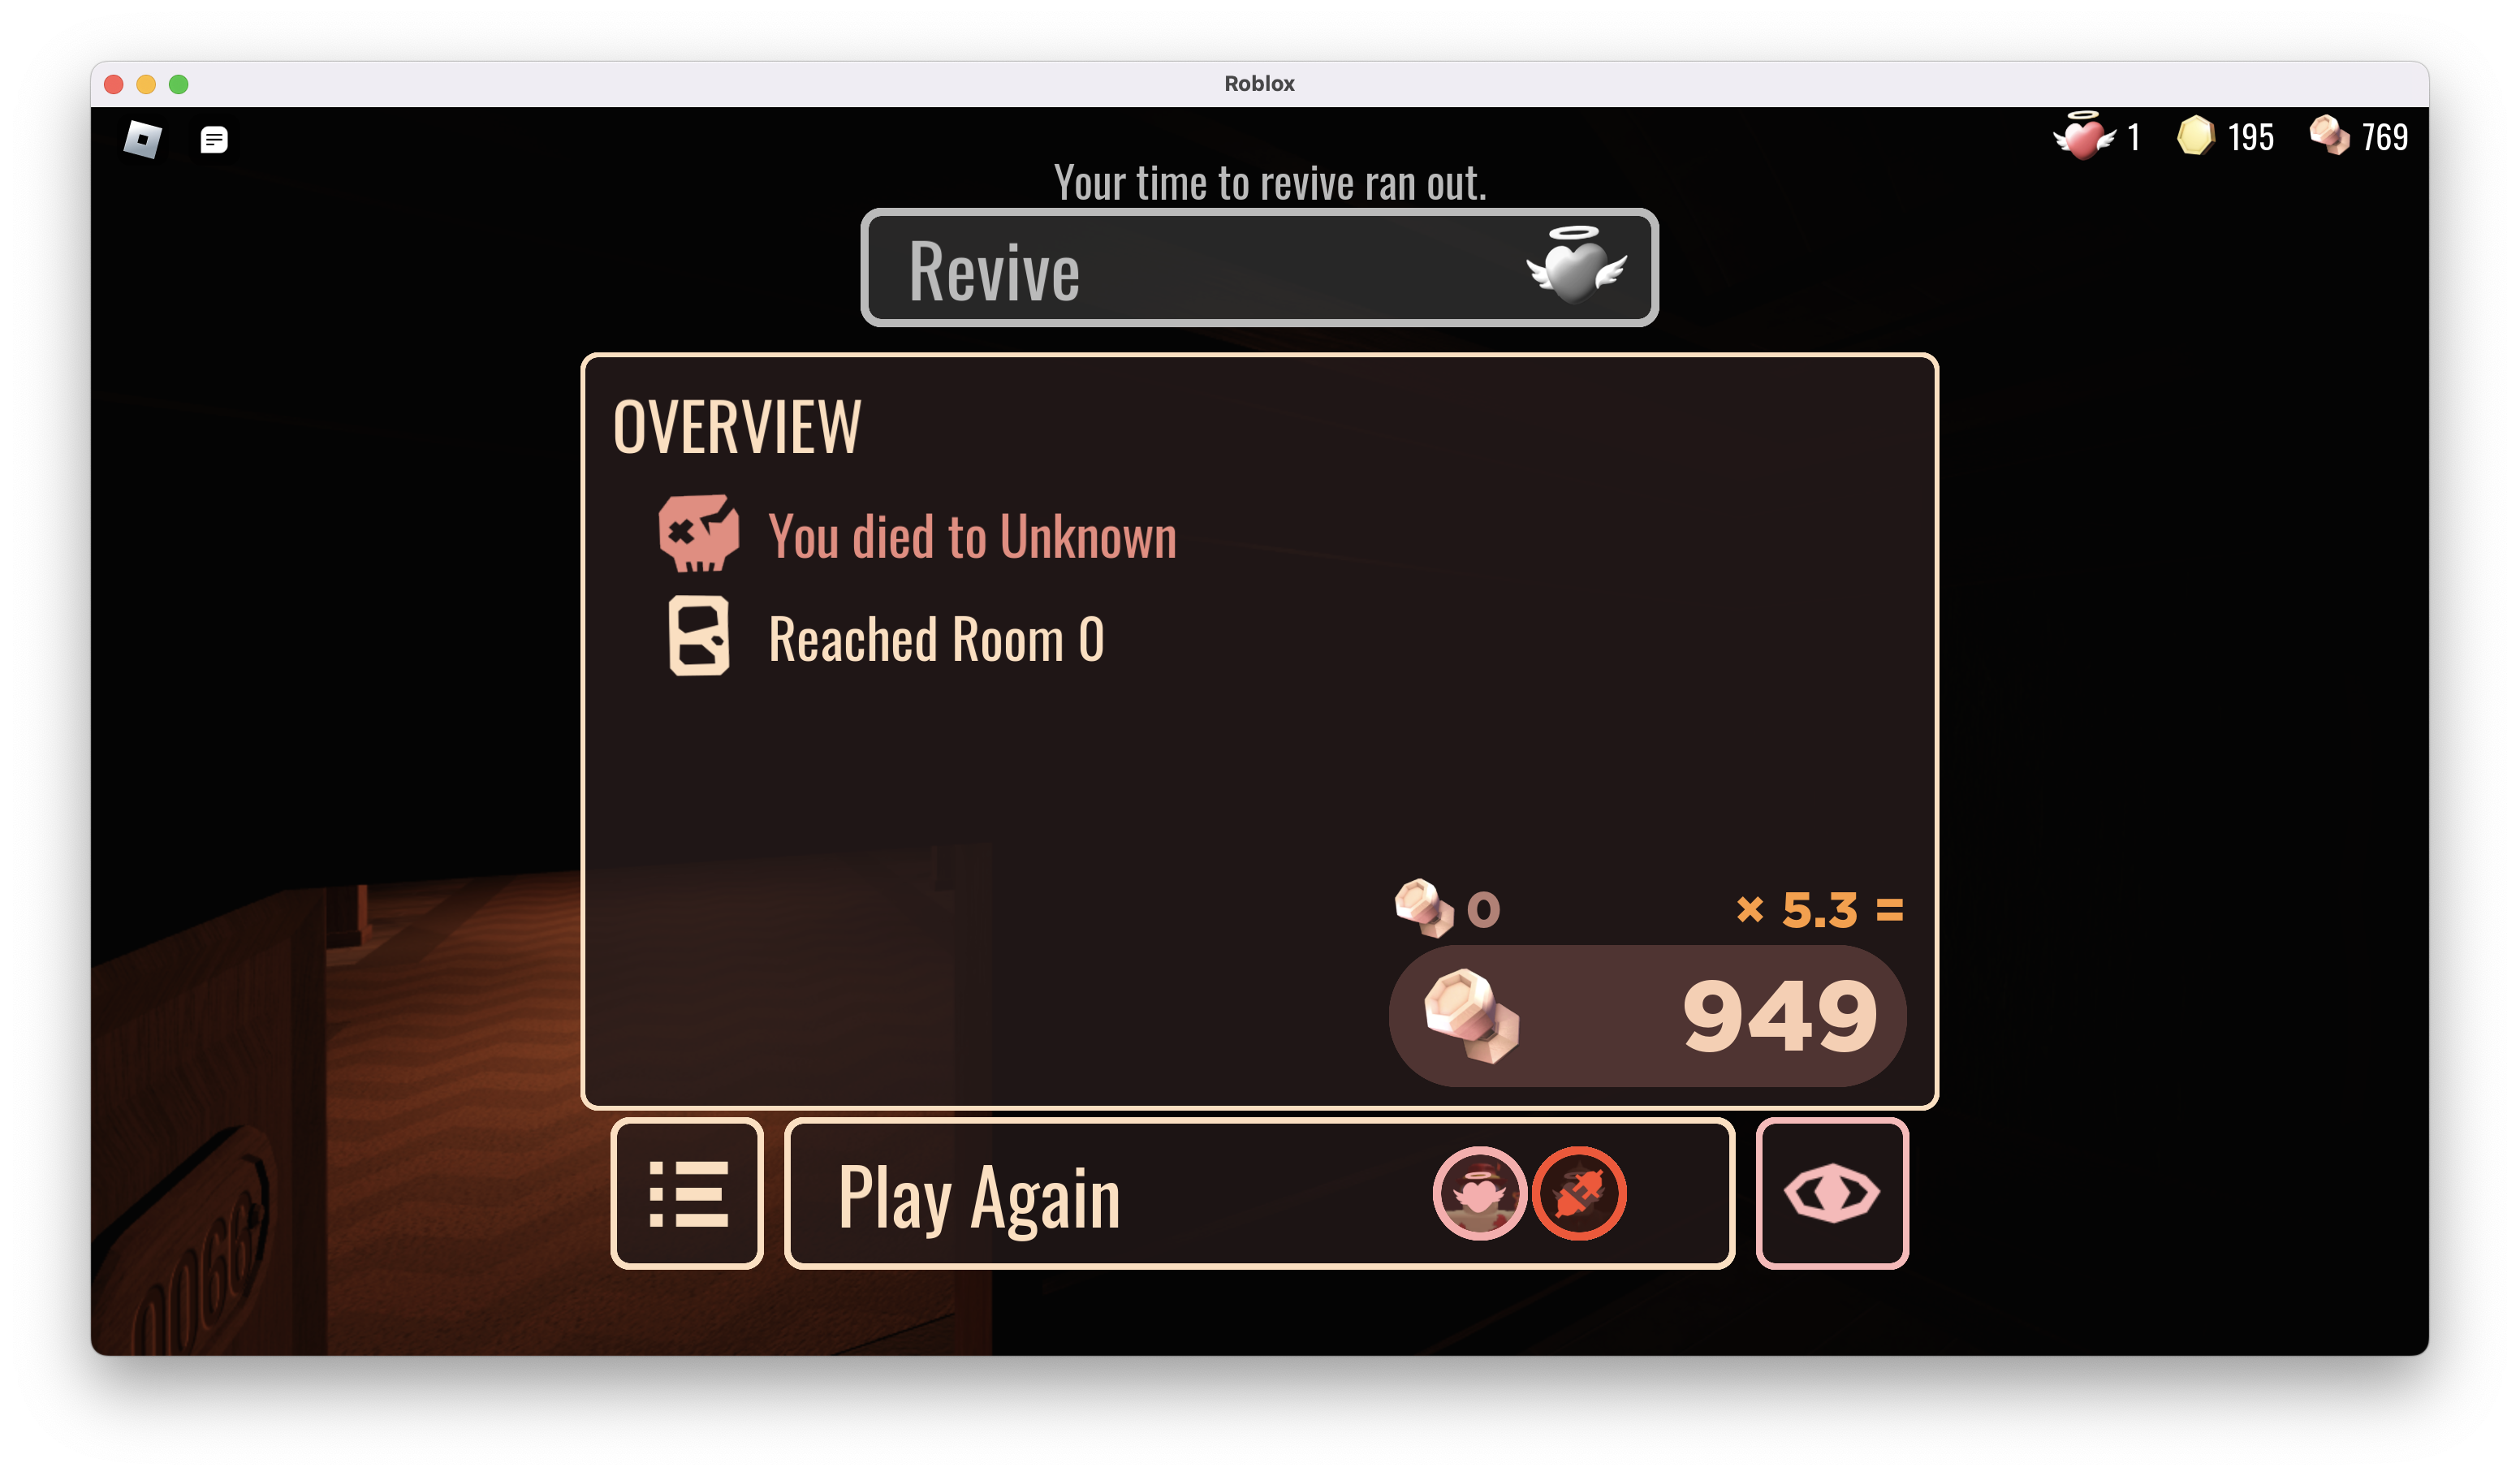 Roblox
1 195 769
Your time to revive ran out.
Revive
OVERVIEW
You died to Unknown
Reached Room 0
0 × 5.3 =
949
Play Again